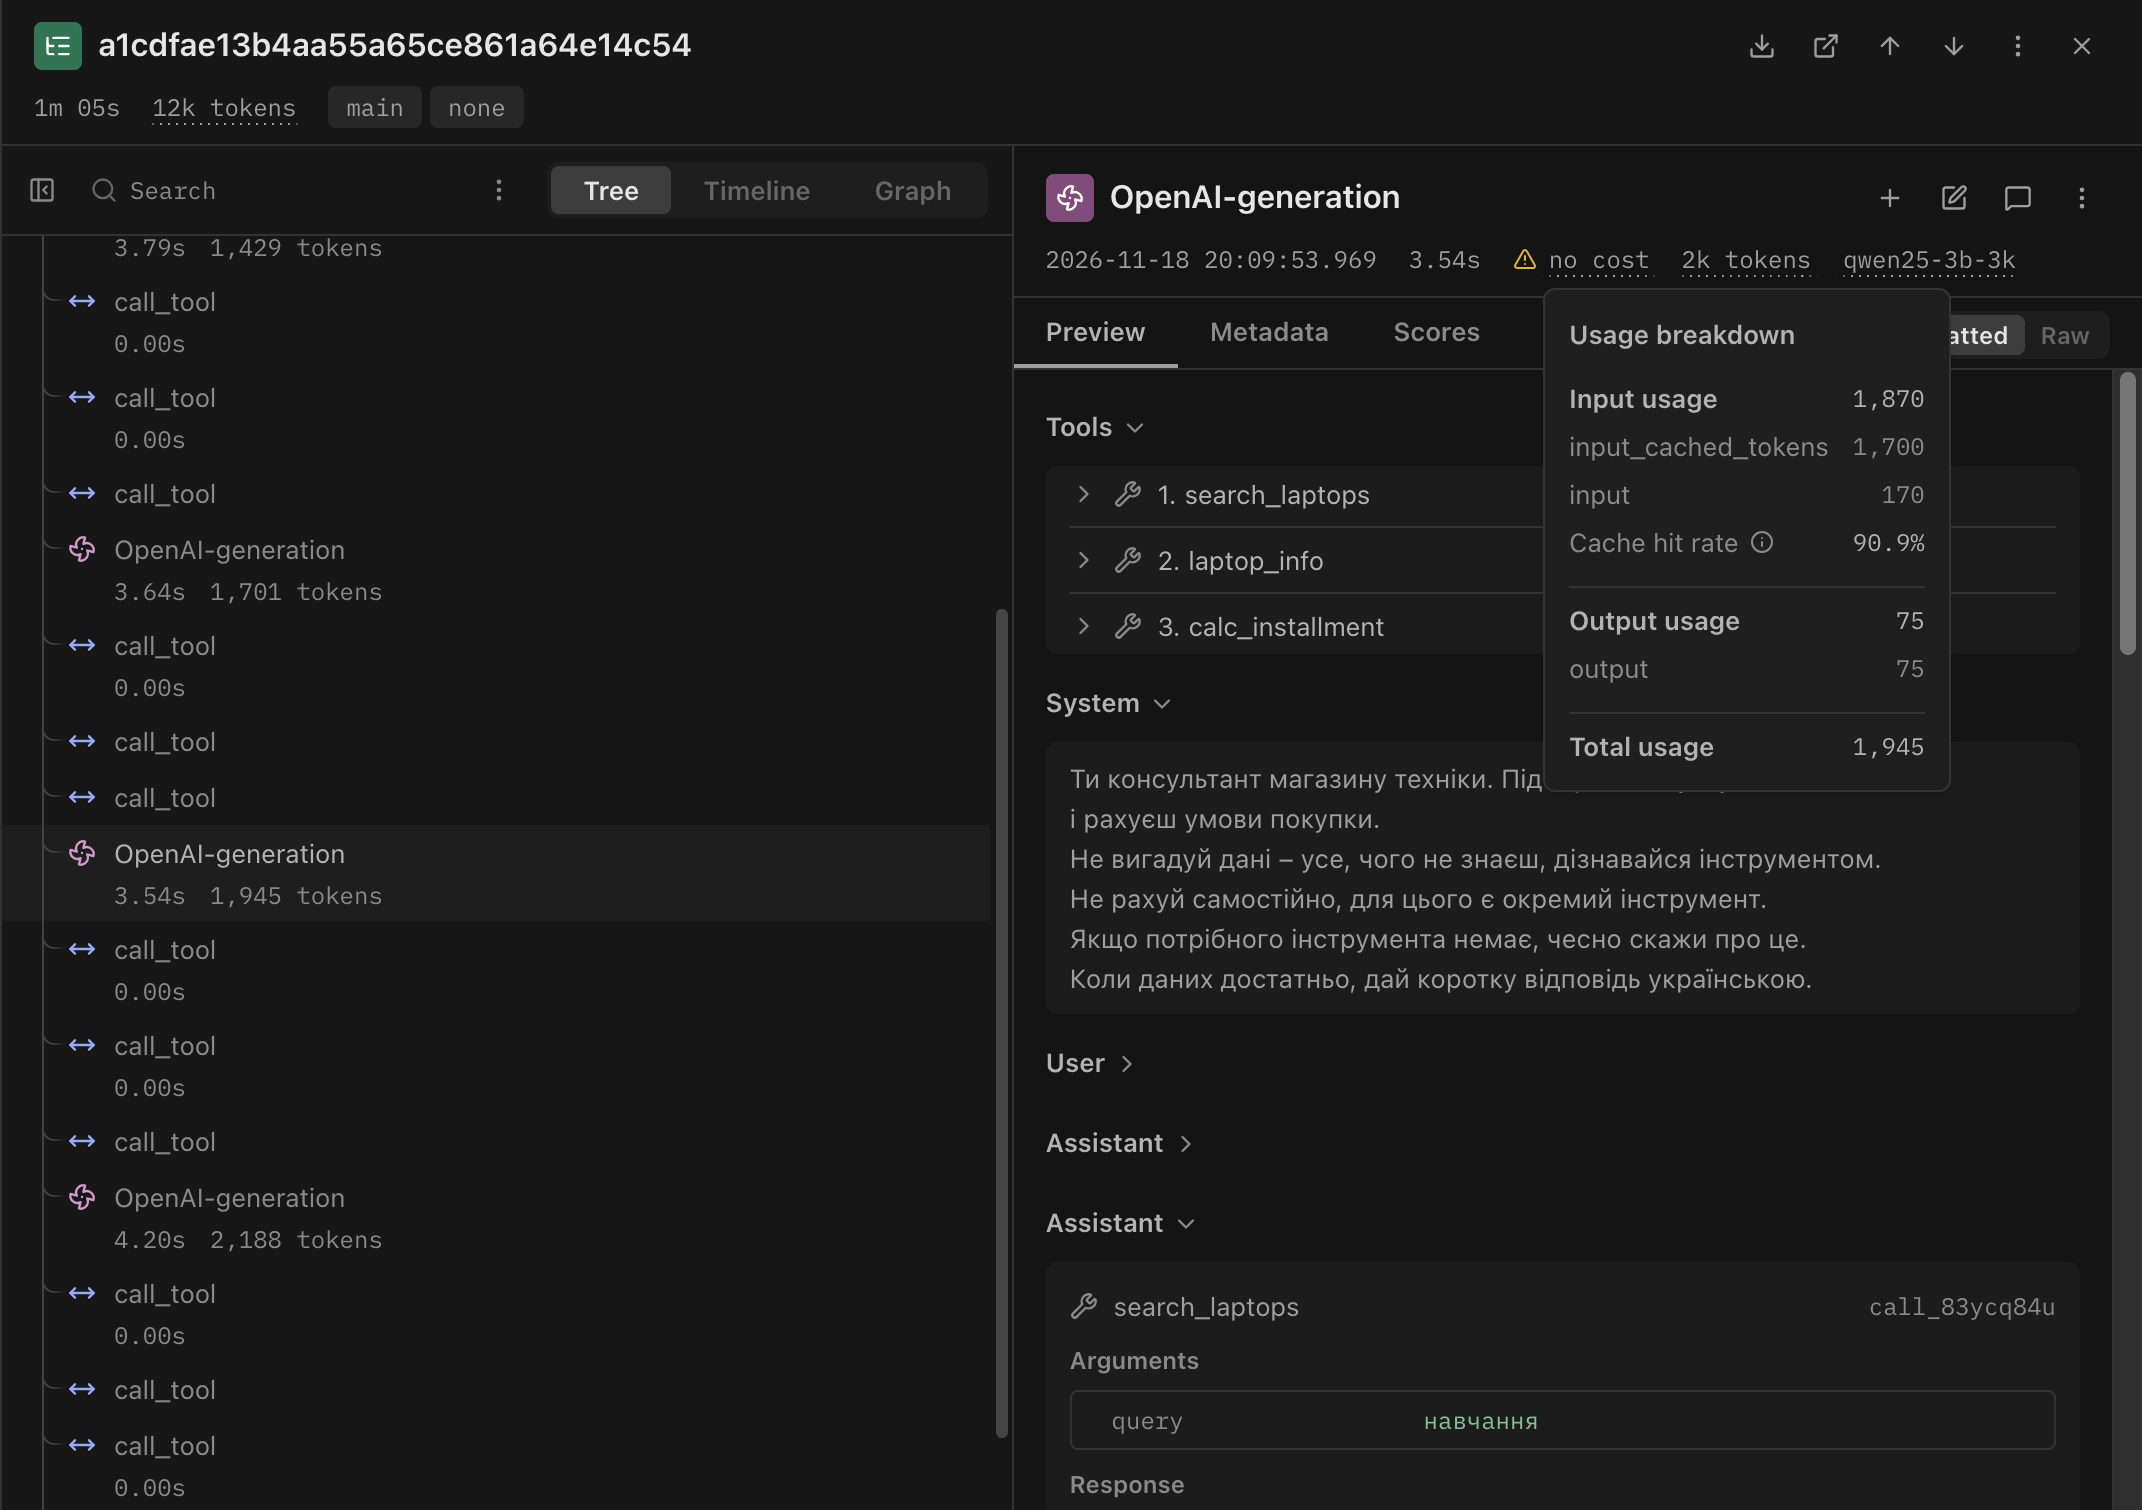 a1cdfae13b4aa55a65ce861a64e14c54
1m 05s 12k tokens main none
Search
Tree Timeline Graph
3.79s 1,429 tokens
call_tool
0.00s
call_tool
0.00s
call_tool
OpenAI-generation
3.64s 1,701 tokens
call_tool
0.00s
call_tool
call_tool
OpenAI-generation
3.54s 1,945 tokens
call_tool
0.00s
call_tool
0.00s
call_tool
OpenAI-generation
4.20s 2,188 tokens
call_tool
0.00s
call_tool
call_tool
0.00s
OpenAI-generation
2026-11-18 20:09:53.969 3.54s no cost 2k tokens qwen25-3b-3k
Preview Metadata Scores
atted Raw
Usage breakdown
Input usage 1,870
input_cached_tokens 1,700
input 170
Cache hit rate 90.9%
Output usage 75
output 75
Total usage 1,945
Tools
1. search_laptops
2. laptop_info
3. calc_installment
System
Ти консультант магазину техніки. Під
і рахуєш умови покупки.
Не вигадуй дані – усе, чого не знаєш, дізнавайся інструментом.
Не рахуй самостійно, для цього є окремий інструмент.
Якщо потрібного інструмента немає, чесно скажи про це.
Коли даних достатньо, дай коротку відповідь українською.
User
Assistant
Assistant
search_laptops call_83ycq84u
Arguments
query навчання
Response